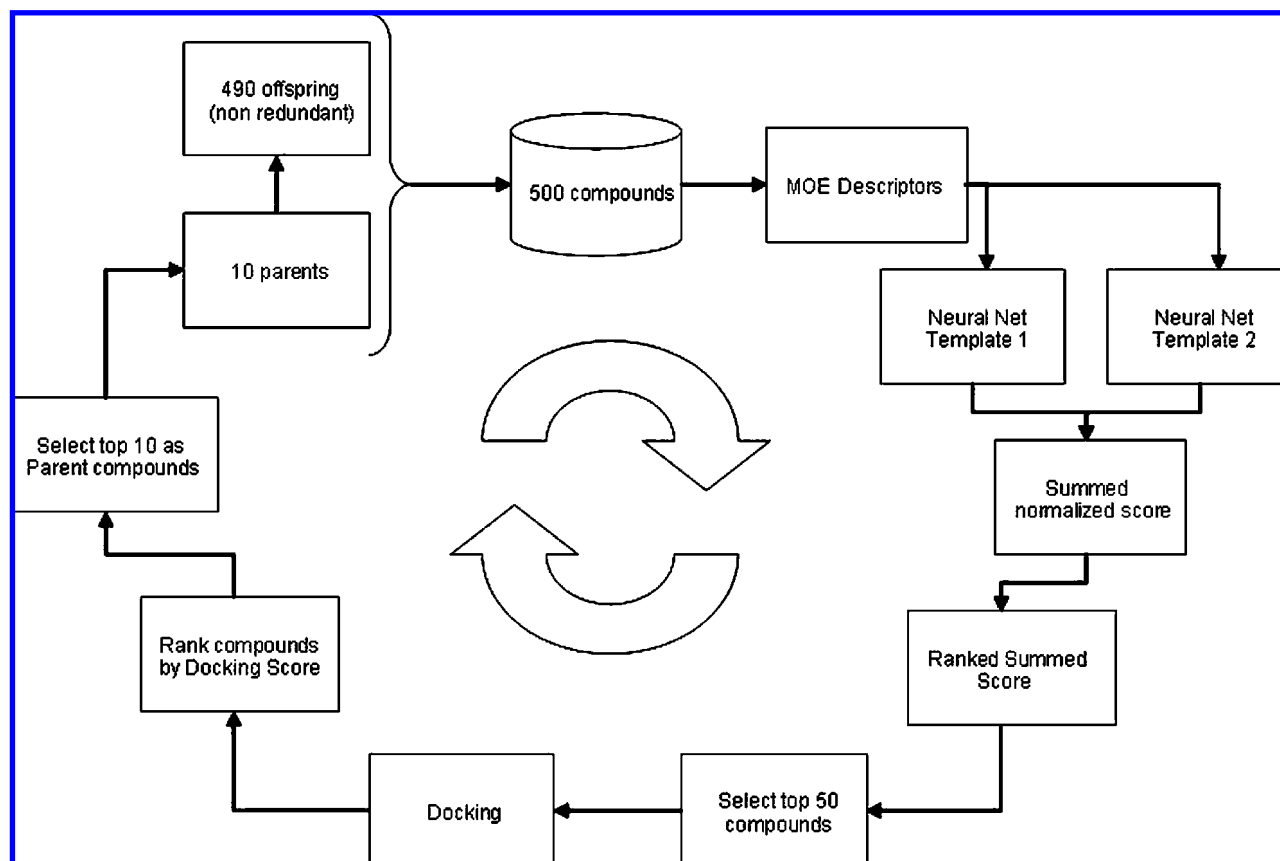 490 offspring
(non redundant)
10 parents
500 compounds
MOE Descriptors
Neural Net
Template 1
Neural Net
Template 2
Summed
normalized score
Ranked Summed
Score
Select top 50
compounds
Docking
Rank compounds
by Docking Score
Select top 10 as
Parent compounds